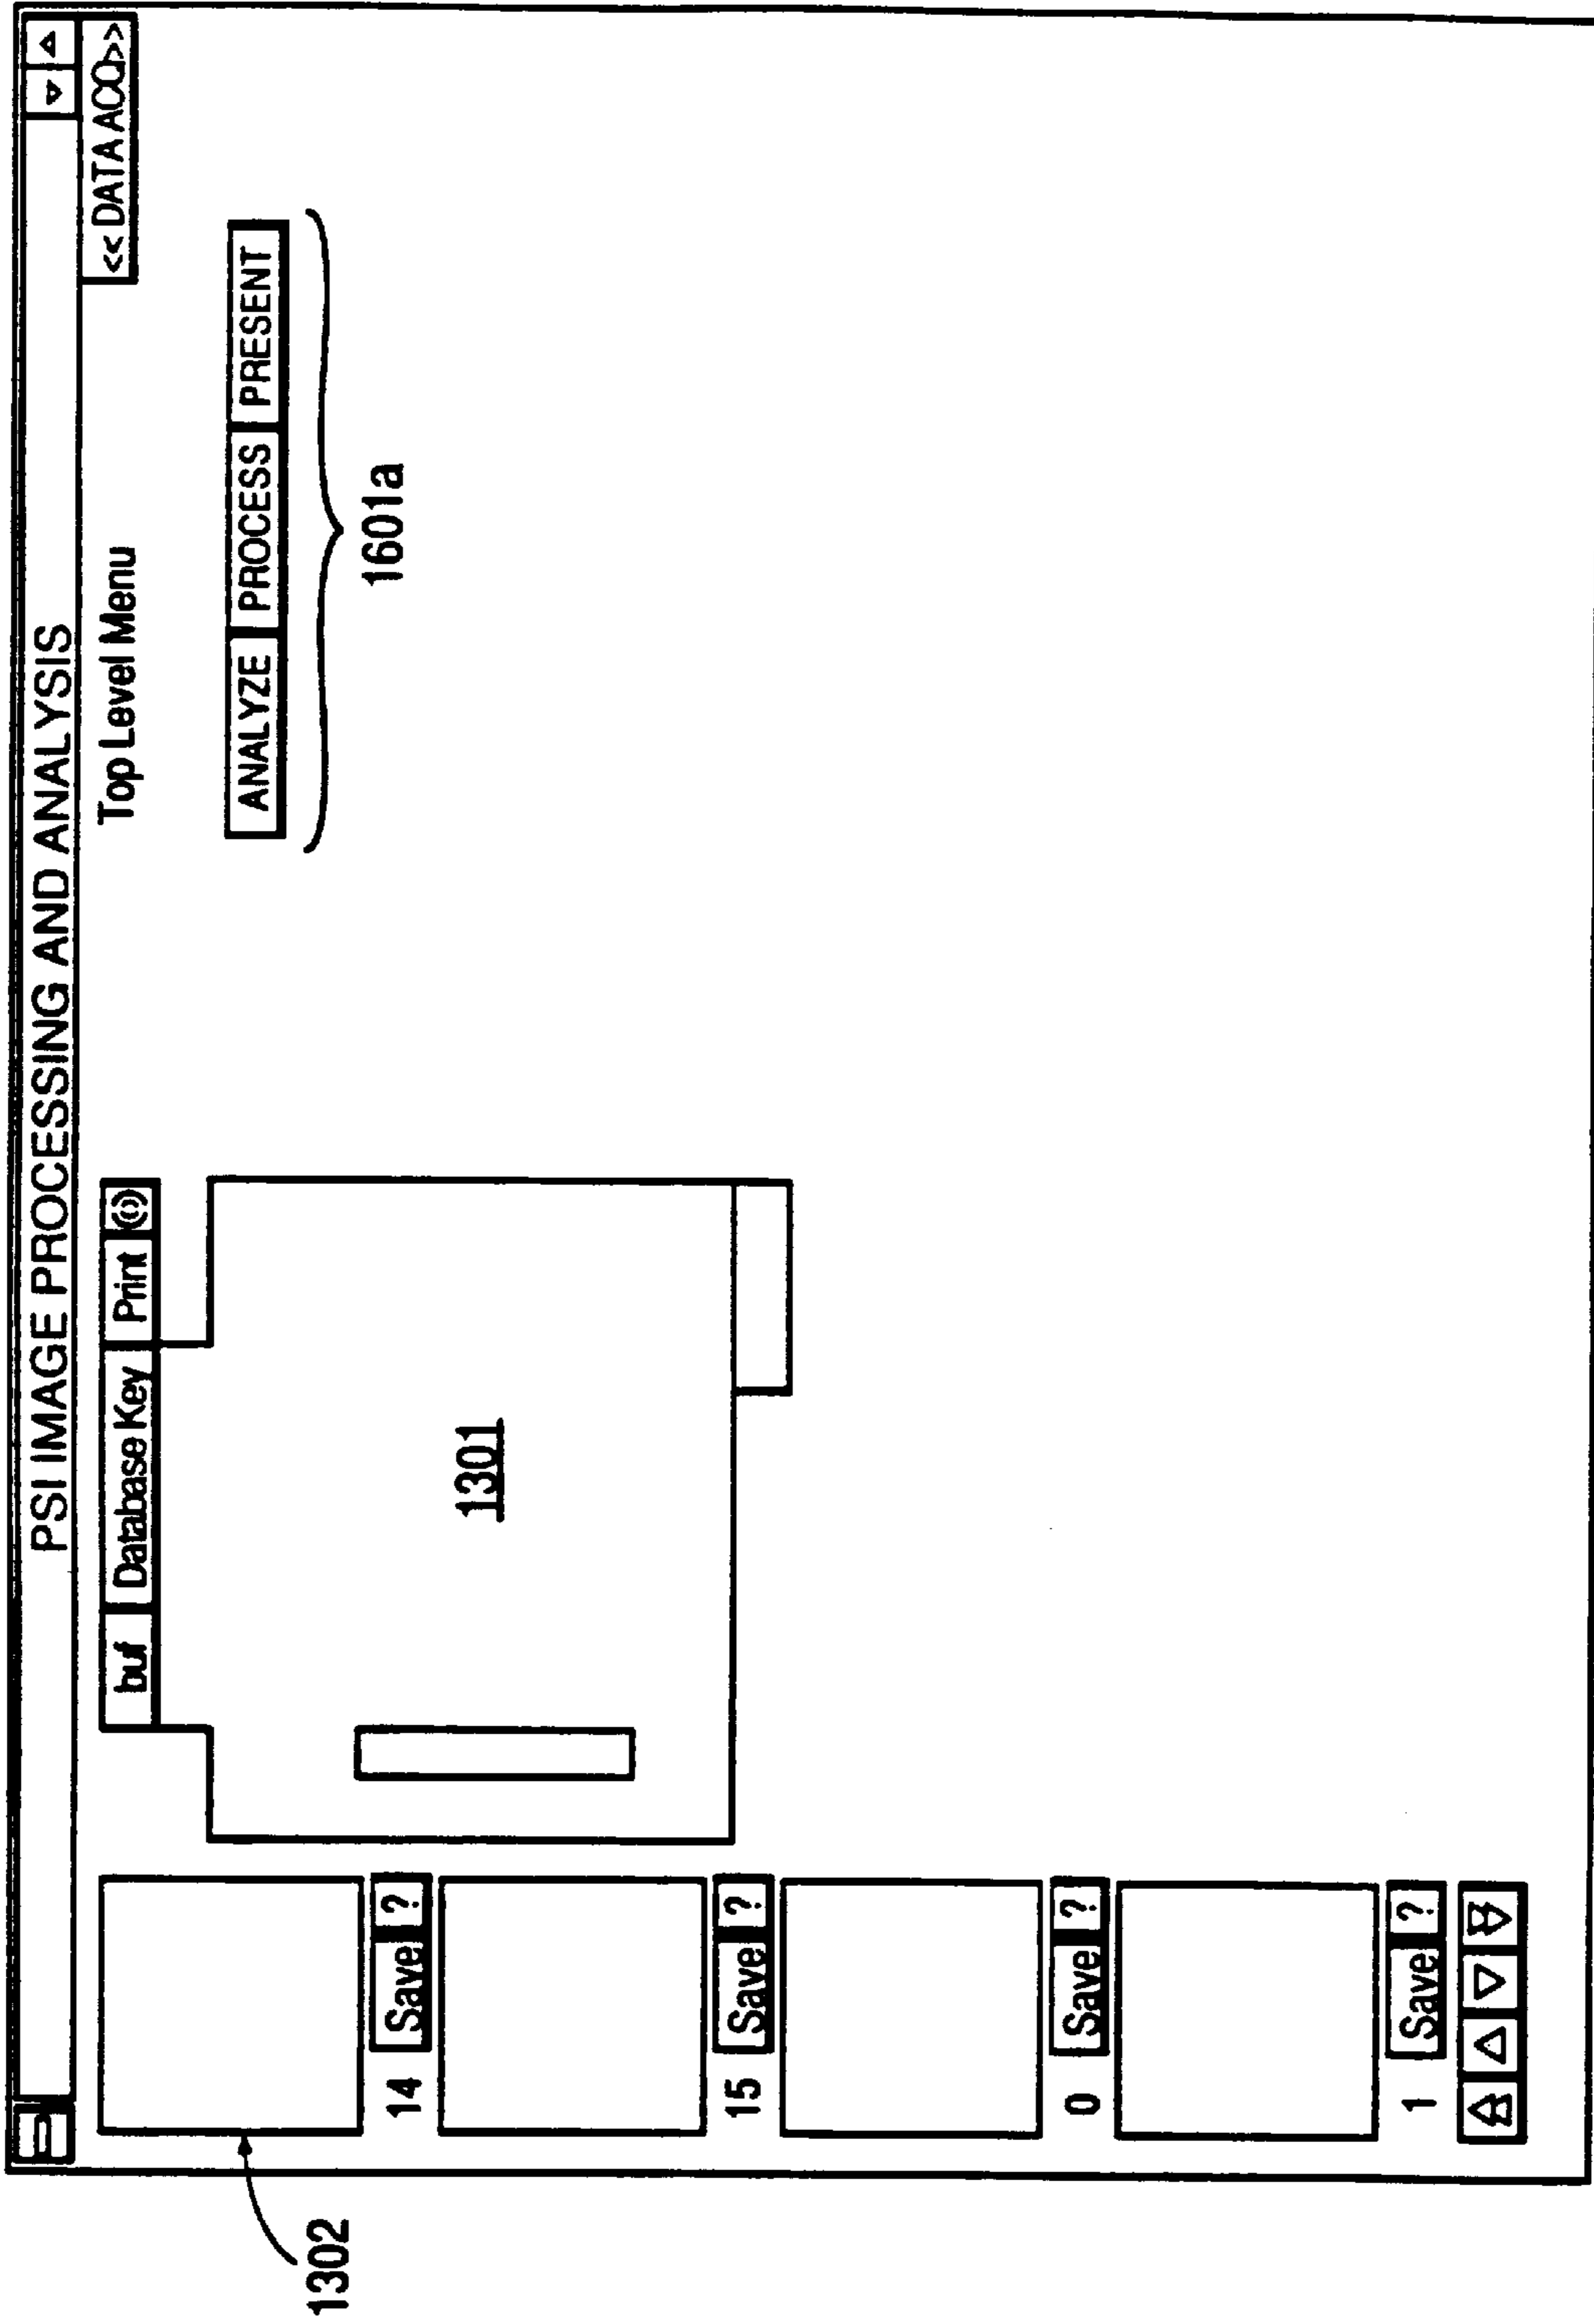 PSI IMAGE PROCESSING AND ANALYSIS
Top Level Menu
<< DATA ACQ>>
buf Database Key Print
ANALYZE PROCESS PRESENT
1601a
1301
1302
14 Save ?
15 Save ?
0 Save ?
1 Save ?